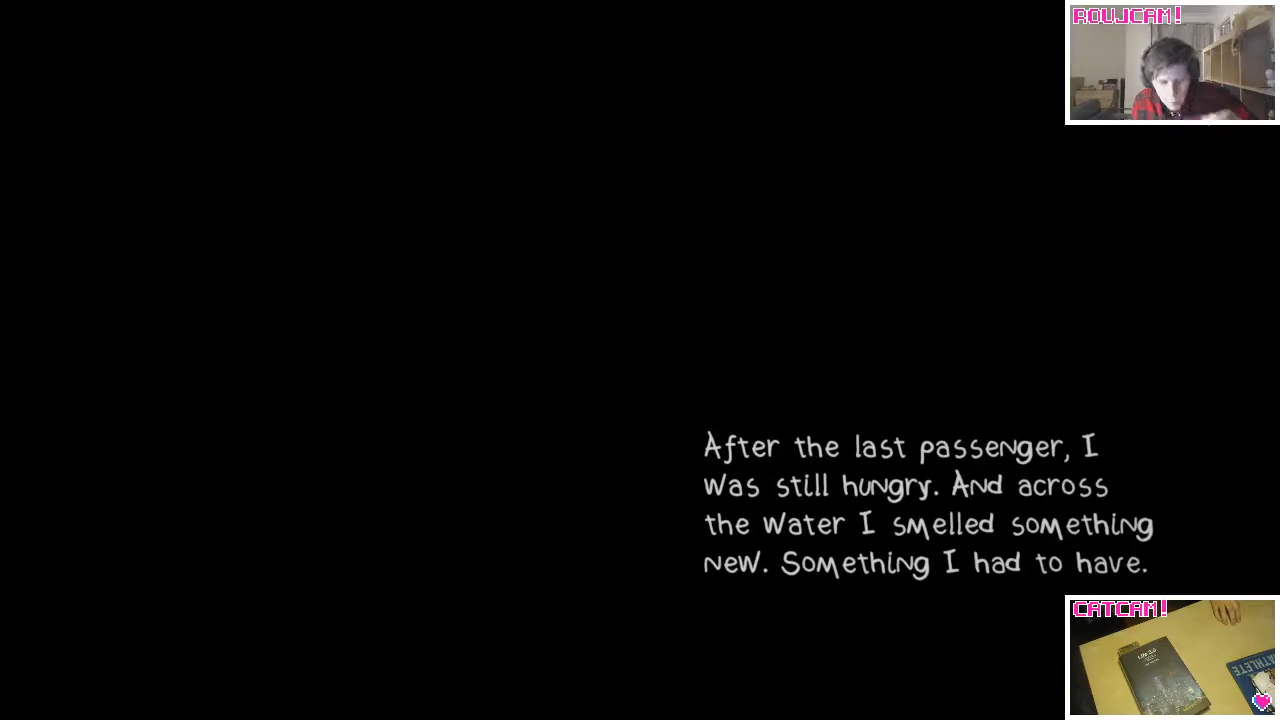 ROUJCAM!
After the last passenger, I
was still hungry. And across
the water I smelled something
new. Something I had to have.
CATCAM!
Life 3.0
ATHLETE